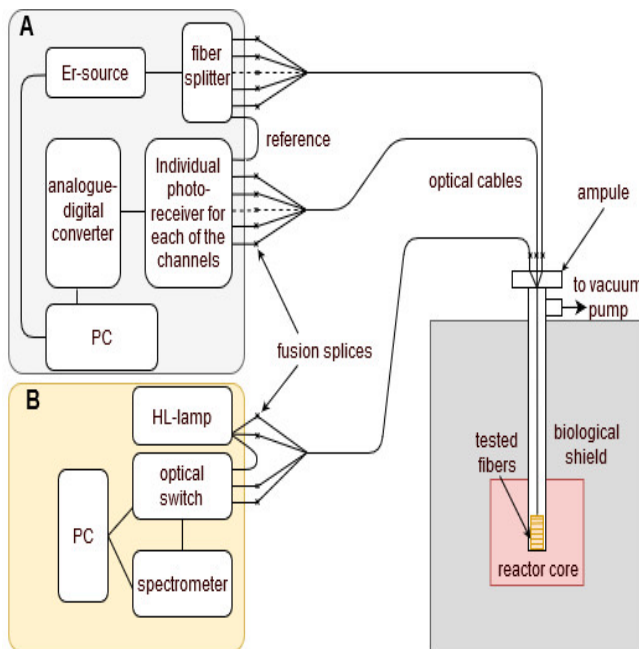 A
Er-source
fiber
splitter
reference
analogue-
digital
converter
Individual
photo-
receiver for
each of the
channels
PC
optical cables
ampule
to vacuum
pump
fusion splices
B
HL-lamp
optical
switch
PC
spectrometer
tested
fibers
biological
shield
reactor core